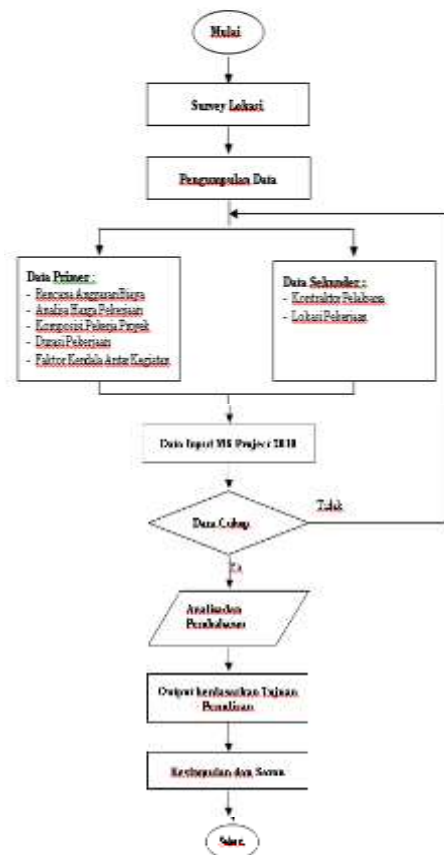 Mulai
Survey Lokasi
Pengumpulan Data
Data Primer :
- Rencana Anggaran Biaya
- Analisa Harga Pekerjaan
- Komposisi Pekerja Proyek
- Durasi Pekerjaan
- Faktor Kendala Antar Kegiatan
Data Sekunder :
- Kontraktor Pelaksana
- Lokasi Pekerjaan
Data Input MS Project 2010
Data Cukup
Tidak
Ya
Analisa dan
Pembahasan
Output berdasarkan Tujuan
Penulisan
Kesimpulan dan Saran